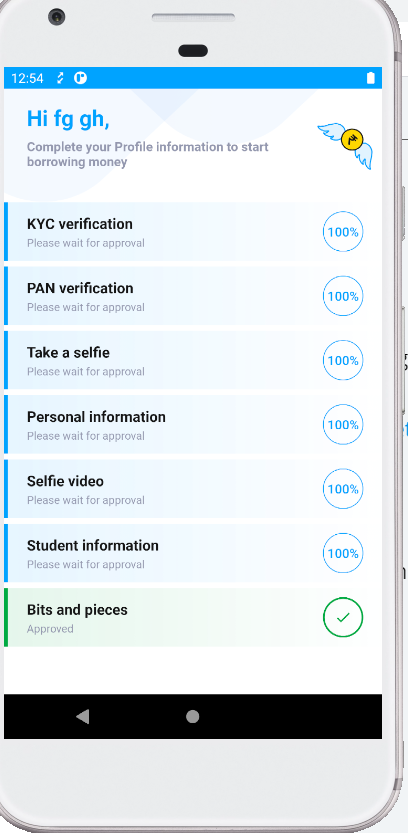 12:54
Hi fg gh,
Complete your Profile information to start
borrowing money
KYC verification
Please wait for approval
100%
PAN verification
Please wait for approval
100%
Take a selfie
Please wait for approval
100%
Personal information
Please wait for approval
100%
Selfie video
Please wait for approval
100%
Student information
Please wait for approval
100%
Bits and pieces
Approved